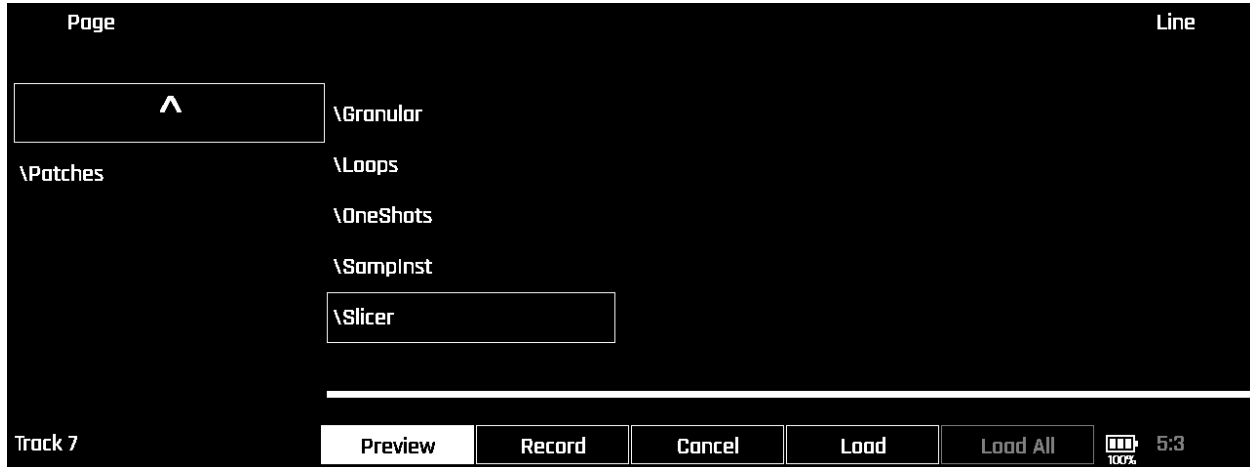 Page Line
^
\Granular
\Patches
\Loops
\OneShots
\SampInst
\Slicer
Track 7 Preview Record Cancel Load Load All 100% 5:3